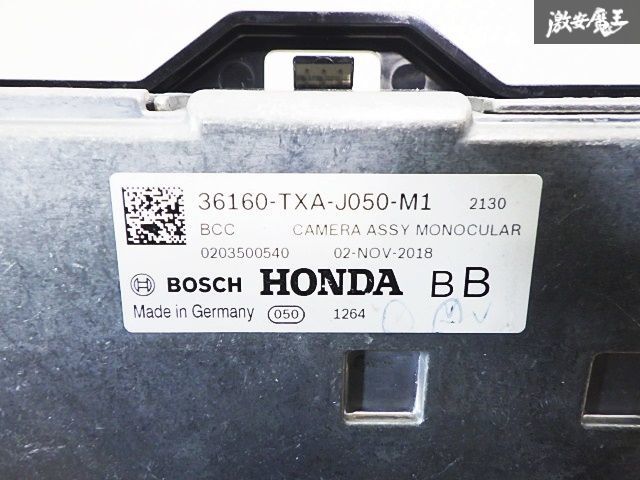 激安魔王
36160-TXA-J050-M1 2130
BCC CAMERA ASSY MONOCULAR
0203500540 02-NOV-2018
BOSCH HONDA BB
Made in Germany 050 1264